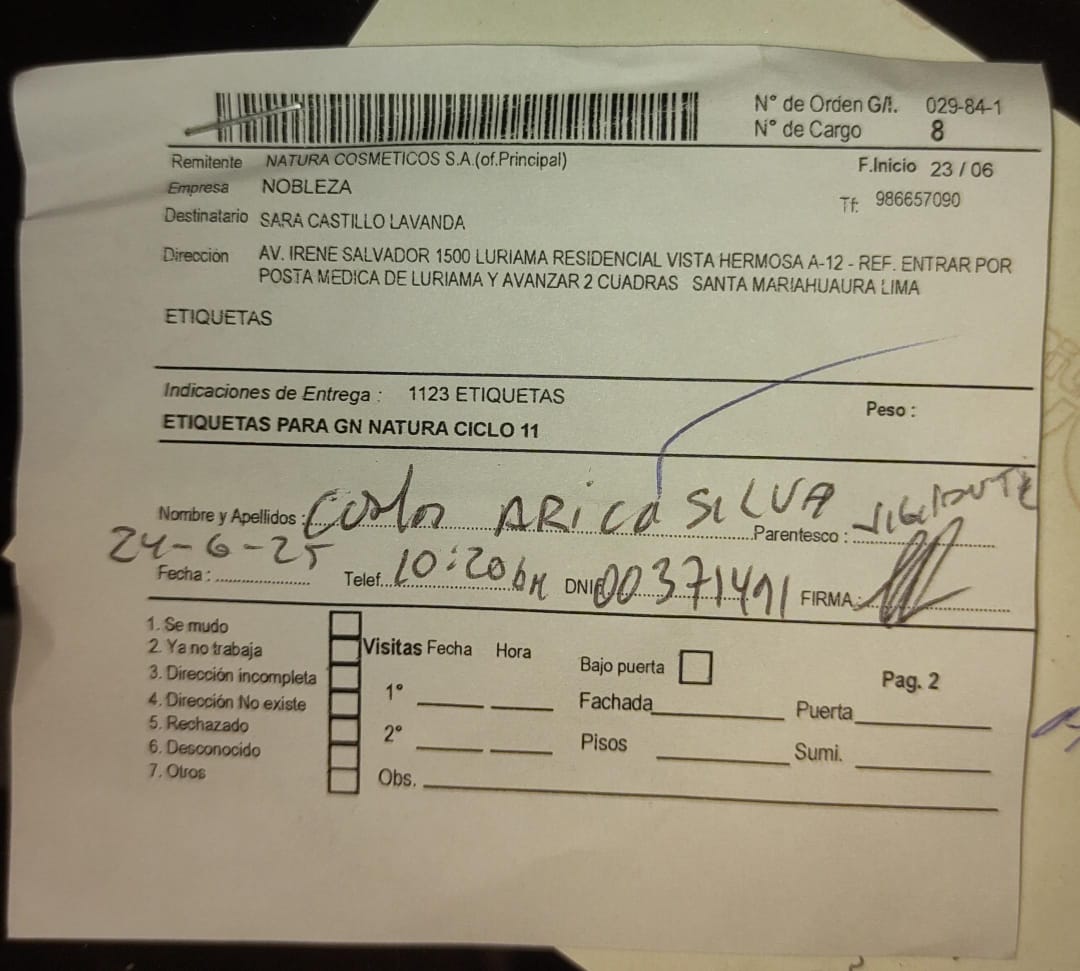 N° de Orden G/I. 029-84-1
N° de Cargo 8
Remitente NATURA COSMETICOS S.A.(of.Principal)
F.Inicio 23 / 06
Empresa NOBLEZA
Tf: 986657090
Destinatario SARA CASTILLO LAVANDA
Dirección AV. IRENE SALVADOR 1500 LURIAMA RESIDENCIAL VISTA HERMOSA A-12 - REF. ENTRAR POR
POSTA MEDICA DE LURIAMA Y AVANZAR 2 CUADRAS SANTA MARIAHUAURA LIMA
ETIQUETAS
Indicaciones de Entrega : 1123 ETIQUETAS
Peso :
ETIQUETAS PARA GN NATURA CICLO 11
Nombre y Apellidos : ARica SILVA Parentesco : VIGILANTE
24-6-25
Fecha : Telef. 10:20 DNI 00371491 FIRMA:
1. Se mudo
2. Ya no trabaja
3. Dirección incompleta
4. Dirección No existe
5. Rechazado
6. Desconocido
7. Otros
Visitas Fecha Hora
1°
2°
Obs.
Bajo puerta
Fachada
Pisos
Pag. 2
Puerta
Sumi.